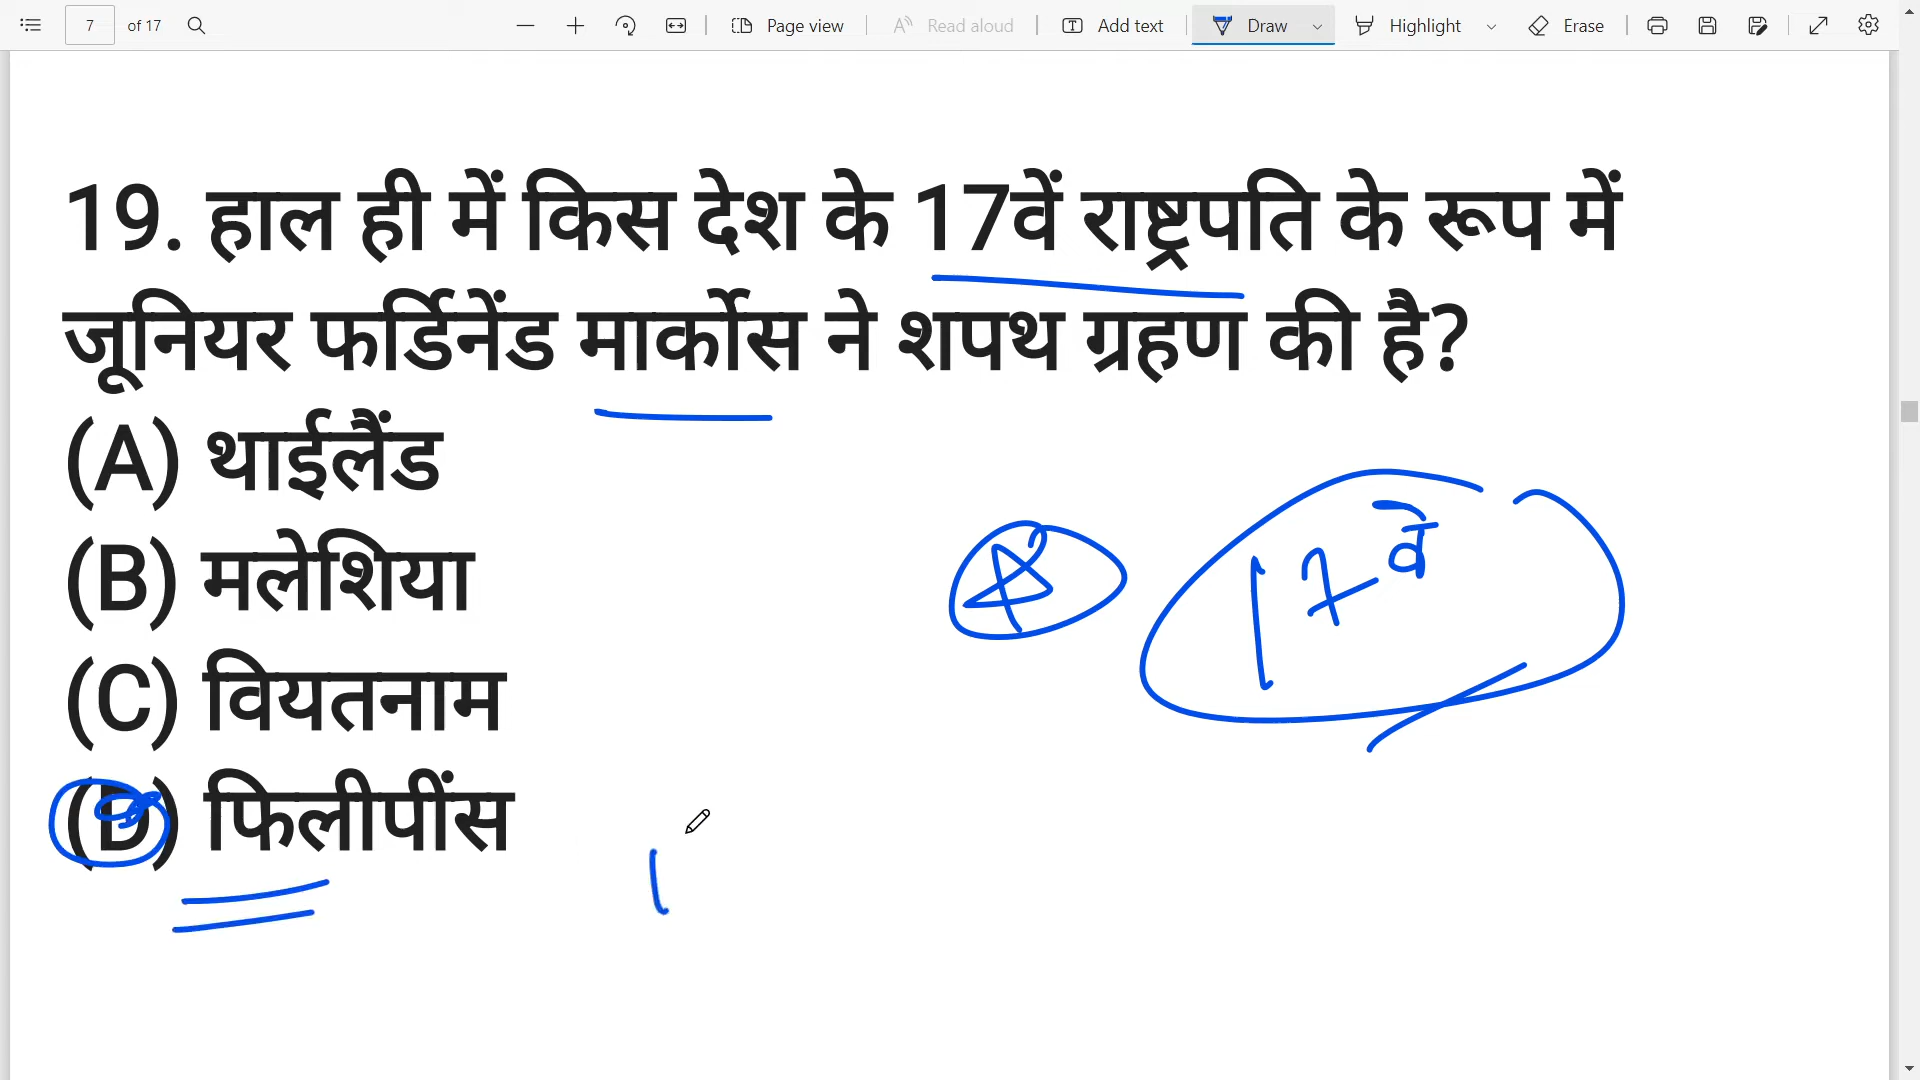 7 of 17 Page view Read aloud Add text Draw Highlight Erase
19. हाल ही में किस देश के 17वें राष्ट्रपति के रूप में
जूनियर फर्डिनेंड मार्कोस ने शपथ ग्रहण की है?
(A) थाईलैंड
17वें
(B) मलेशिया
(C) वियतनाम
(D) फिलीपींस